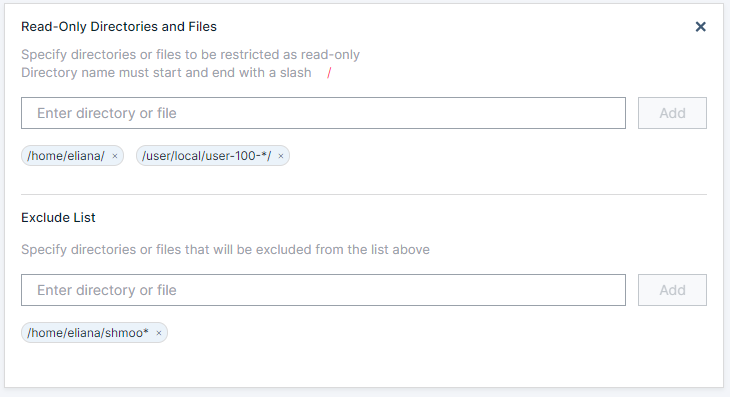 Read-Only Directories and Files
Specify directories or files to be restricted as read-only
Directory name must start and end with a slash /
Enter directory or file
Add
/home/eliana/ ×
/user/local/user-100-*/ ×
Exclude List
Specify directories or files that will be excluded from the list above
Enter directory or file
Add
/home/eliana/shmoo* ×